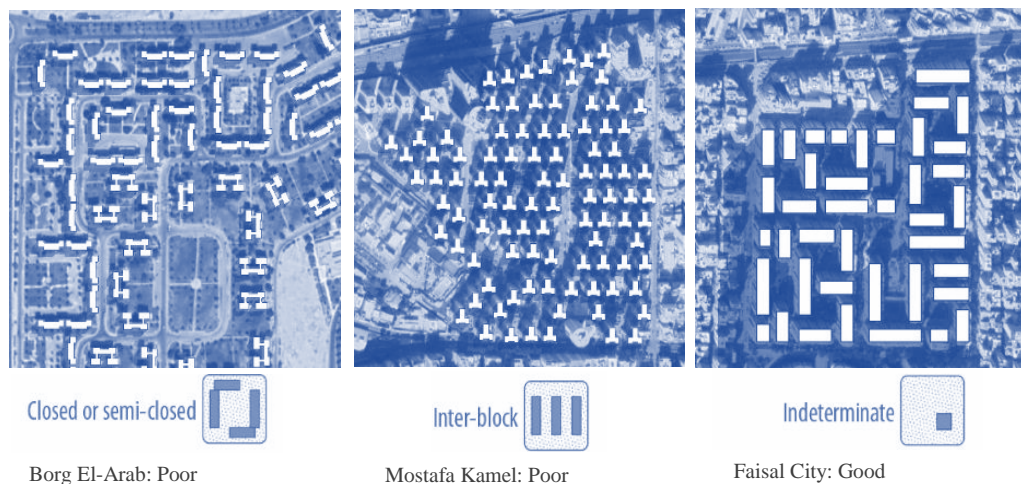 Closed or semi-closed
Inter-block
Indeterminate
Borg El-Arab: Poor
Mostafa Kamel: Poor
Faisal City: Good